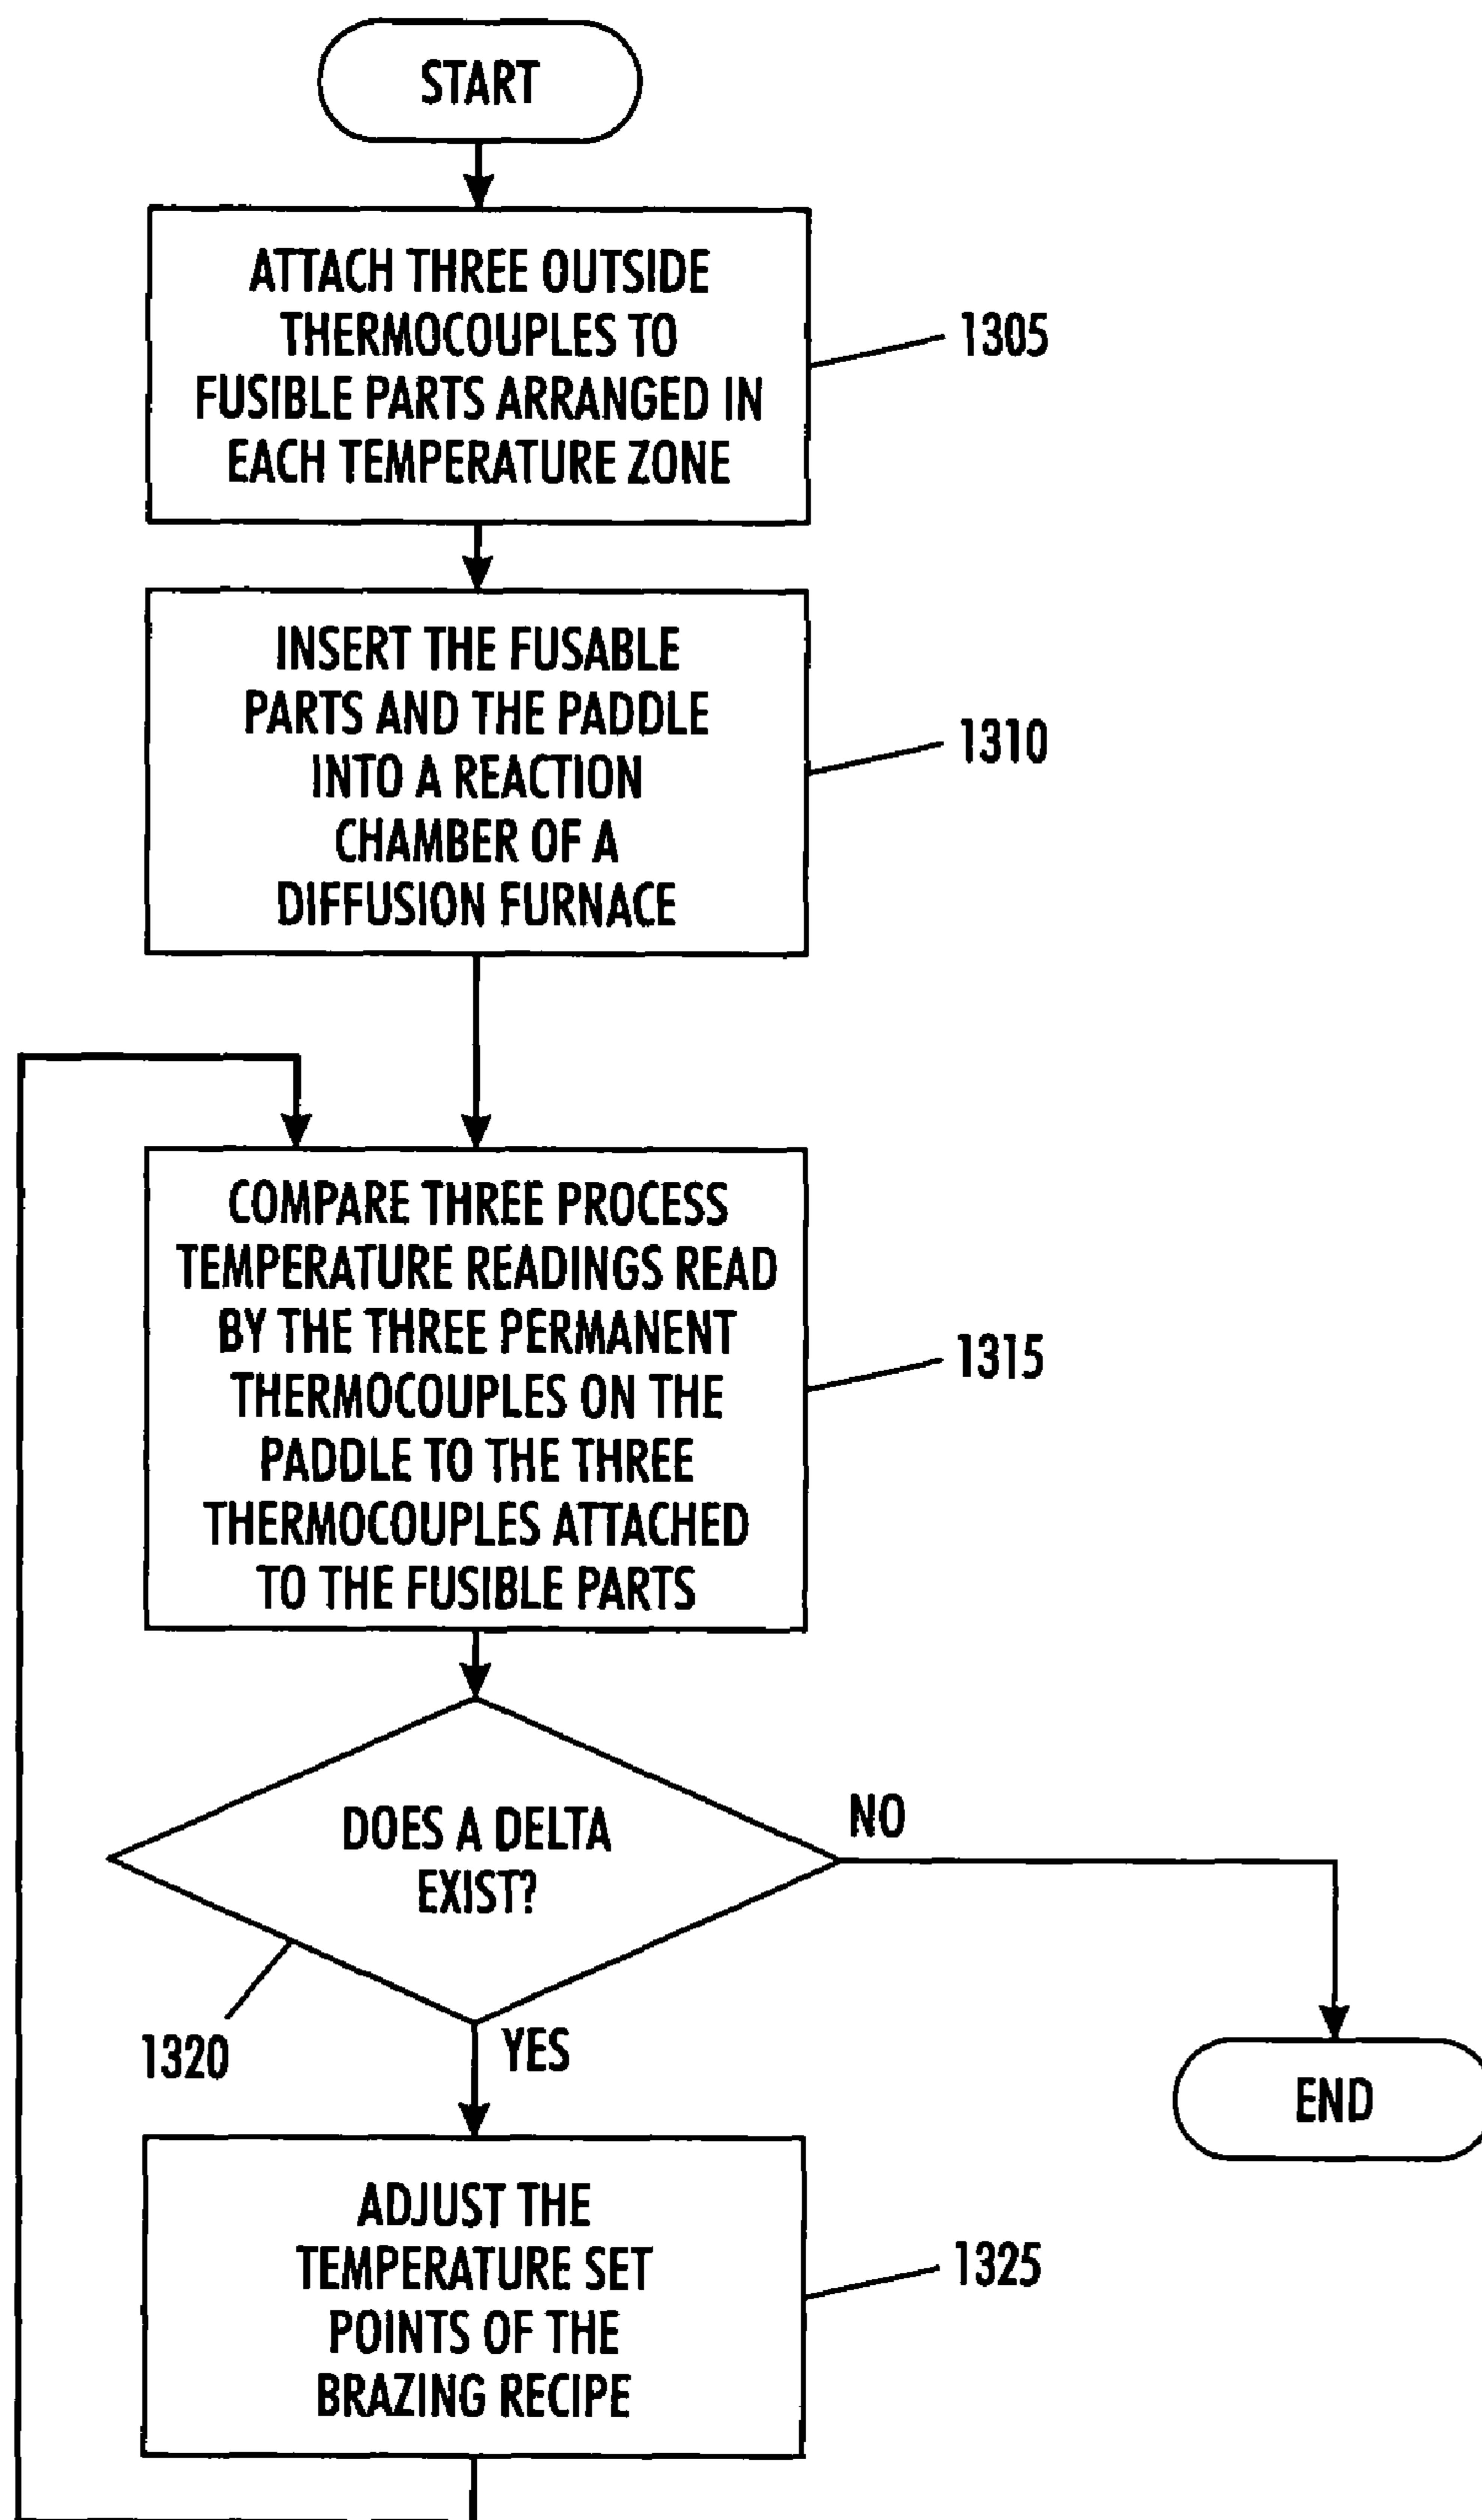 START
ATTACH THREE OUTSIDE
THERMOCOUPLES TO
FUSIBLE PARTS ARRANGED IN
EACH TEMPERATURE ZONE
1305
INSERT THE FUSABLE
PARTS AND THE PADDLE
INTO A REACTION
CHAMBER OF A
DIFFUSION FURNACE
1310
COMPARE THREE PROCESS
TEMPERATURE READINGS READ
BY THE THREE PERMANENT
THERMOCOUPLES ON THE
PADDLE TO THE THREE
THERMOCOUPLES ATTACHED
TO THE FUSIBLE PARTS
1315
DOES A DELTA
EXIST?
NO
1320
YES
END
ADJUST THE
TEMPERATURE SET
POINTS OF THE
BRAZING RECIPE
1325